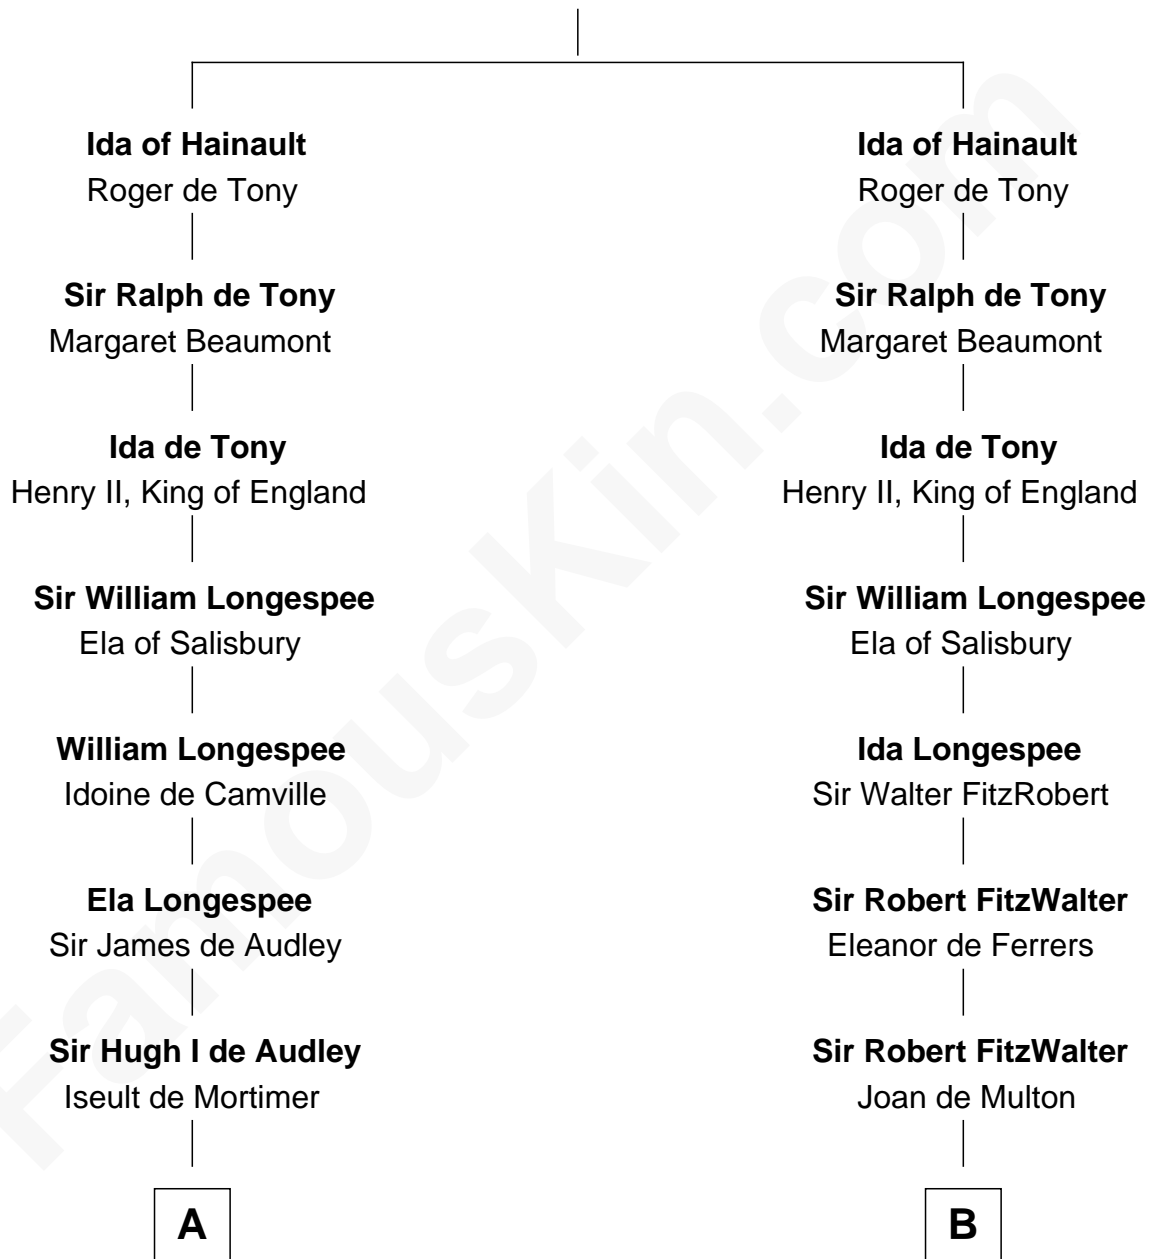 Ida of Hainault
Roger de Tony
Sir Ralph de Tony
Margaret Beaumont
Ida de Tony
Henry II, King of England
Sir William Longespee
Ela of Salisbury
William Longespee
Idoine de Camville
Ela Longespee
Sir James de Audley
Sir Hugh I de Audley
Iseult de Mortimer
A
Ida of Hainault
Roger de Tony
Sir Ralph de Tony
Margaret Beaumont
Ida de Tony
Henry II, King of England
Sir William Longespee
Ela of Salisbury
Ida Longespee
Sir Walter FitzRobert
Sir Robert FitzWalter
Eleanor de Ferrers
Sir Robert FitzWalter
Joan de Multon
B
FamousKin.com